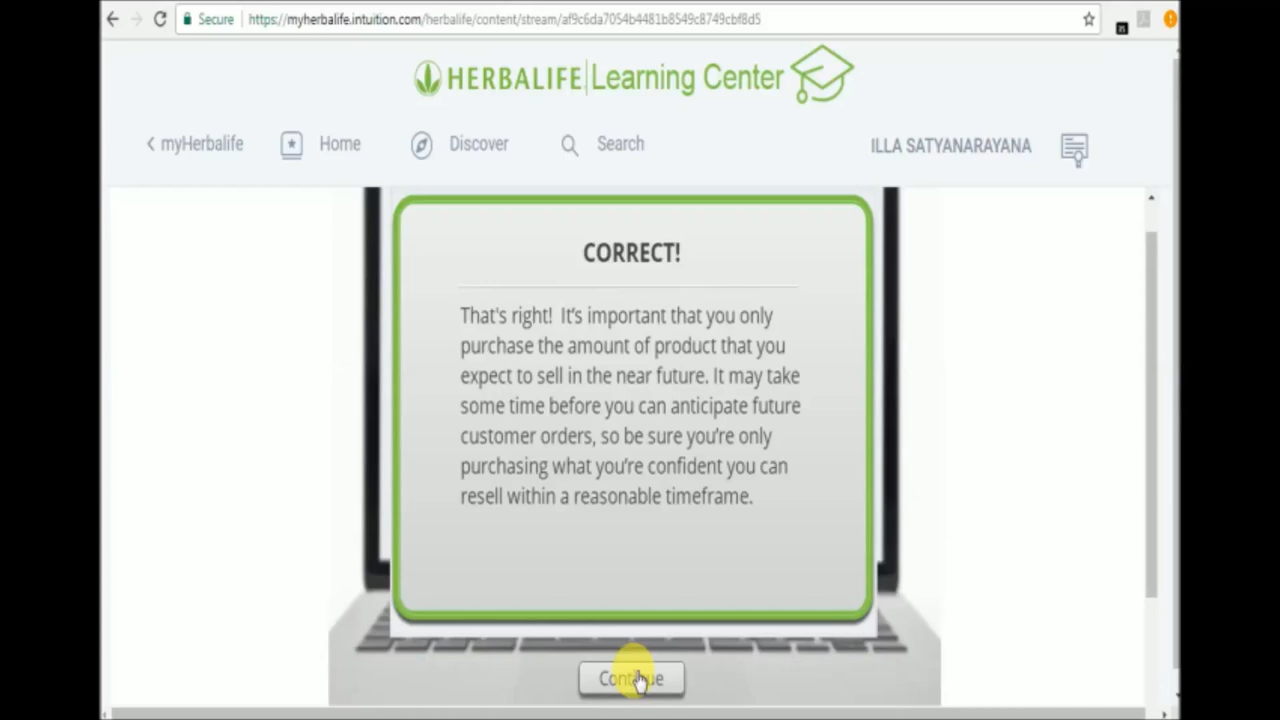 Secure https://myherbalife.intuition.com/herbalife/content/stream/af9c6da7054b4481b8549c8749cbf8d5
HERBALIFE Learning Center
myHerbalife Home Discover Search ILLA SATYANARAYANA
CORRECT!
That's right! It's important that you only
purchase the amount of product that you
expect to sell in the near future. It may take
some time before you can anticipate future
customer orders, so be sure you're only
purchasing what you're confident you can
resell within a reasonable timeframe.
Continue